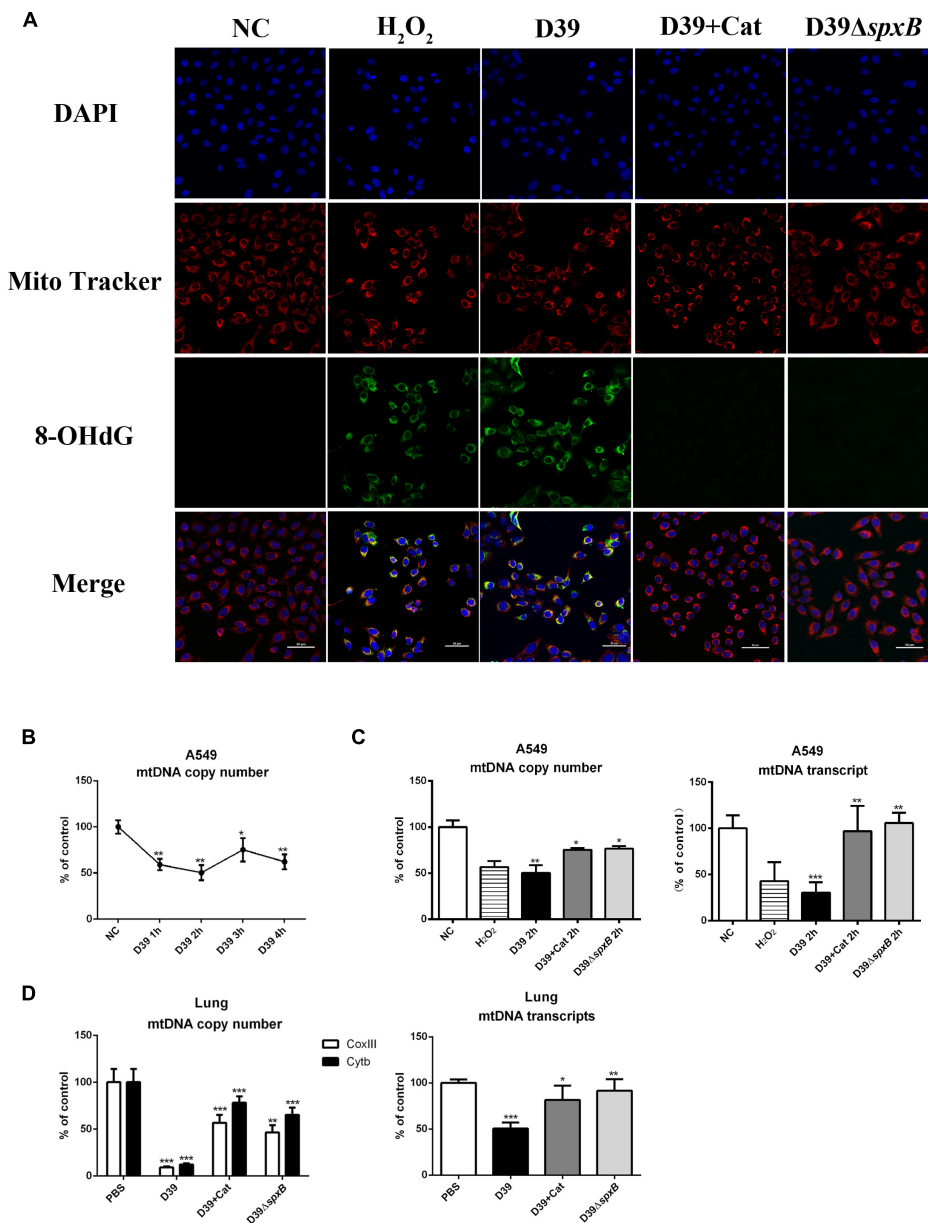 A
NC H₂O₂ D39 D39+Cat D39ΔspxB
DAPI
Mito Tracker
8-OHdG
Merge
B
A549
mtDNA copy number
% of control
150
100
50
0
** ** * **
NC D39 1h D39 2h D39 3h D39 4h
C
A549
mtDNA copy number
% of control
150
100
50
0
** * *
NC H₂O₂ D39 2h D39+Cat 2h D39ΔspxB 2h
A549
mtDNA transcript
(% of control)
150
100
50
0
*** ** **
NC H₂O₂ D39 2h D39+Cat 2h D39ΔspxB 2h
D
Lung
mtDNA copy number
% of control
150
100
50
0
*** *** *** *** ** ***
PBS D39 D39+Cat D39ΔspxB
CoxIII
Cytb
Lung
mtDNA transcripts
% of control
150
100
50
0
*** * **
PBS D39 D39+Cat D39ΔspxB